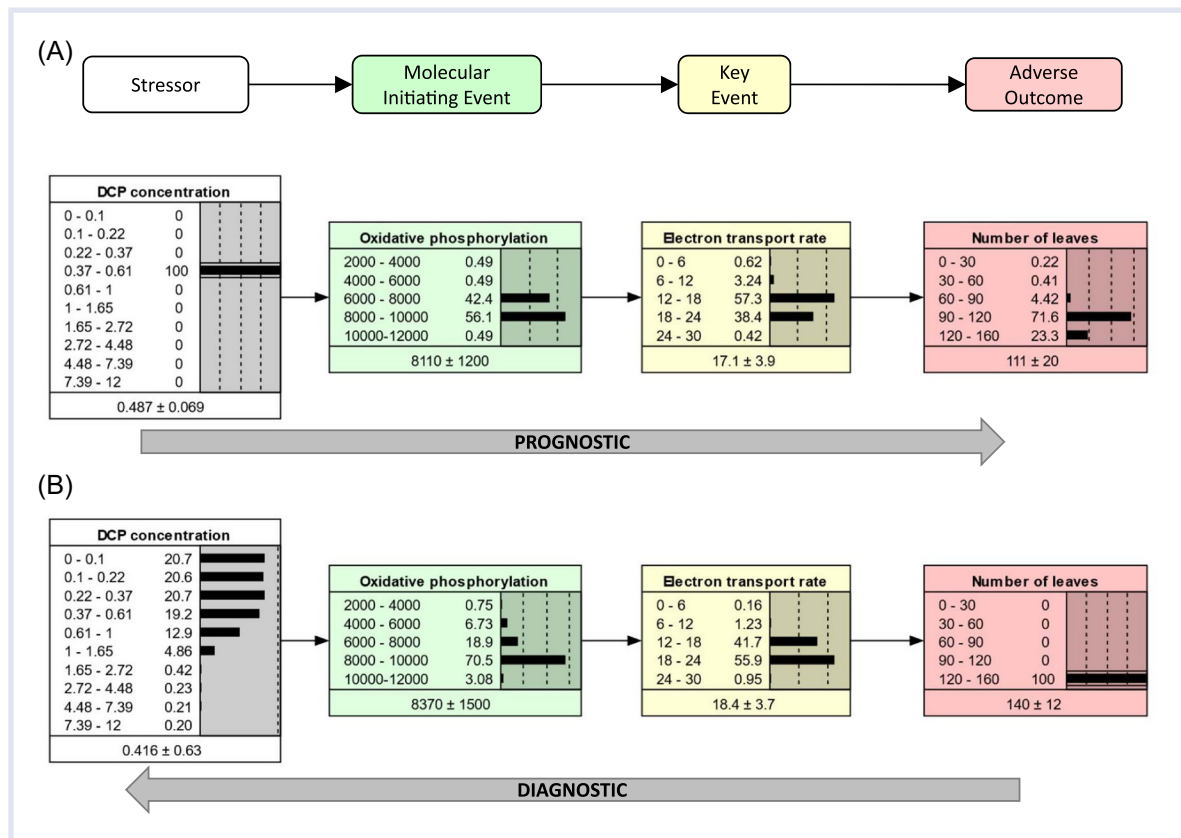 (A)
Stressor
Molecular
Initiating Event
Key
Event
Adverse
Outcome
DCP concentration
0 - 0.1 0
0.1 - 0.22 0
0.22 - 0.37 0
0.37 - 0.61 100
0.61 - 1 0
1 - 1.65 0
1.65 - 2.72 0
2.72 - 4.48 0
4.48 - 7.39 0
7.39 - 12 0
0.487 ± 0.069
Oxidative phosphorylation
2000 - 4000 0.49
4000 - 6000 0.49
6000 - 8000 42.4
8000 - 10000 56.1
10000-12000 0.49
8110 ± 1200
Electron transport rate
0 - 6 0.62
6 - 12 3.24
12 - 18 57.3
18 - 24 38.4
24 - 30 0.42
17.1 ± 3.9
Number of leaves
0 - 30 0.22
30 - 60 0.41
60 - 90 4.42
90 - 120 71.6
120 - 160 23.3
111 ± 20
PROGNOSTIC
(B)
DCP concentration
0 - 0.1 20.7
0.1 - 0.22 20.6
0.22 - 0.37 20.7
0.37 - 0.61 19.2
0.61 - 1 12.9
1 - 1.65 4.86
1.65 - 2.72 0.42
2.72 - 4.48 0.23
4.48 - 7.39 0.21
7.39 - 12 0.20
0.416 ± 0.63
Oxidative phosphorylation
2000 - 4000 0.75
4000 - 6000 6.73
6000 - 8000 18.9
8000 - 10000 70.5
10000-12000 3.08
8370 ± 1500
Electron transport rate
0 - 6 0.16
6 - 12 1.23
12 - 18 41.7
18 - 24 55.9
24 - 30 0.95
18.4 ± 3.7
Number of leaves
0 - 30 0
30 - 60 0
60 - 90 0
90 - 120 0
120 - 160 100
140 ± 12
DIAGNOSTIC